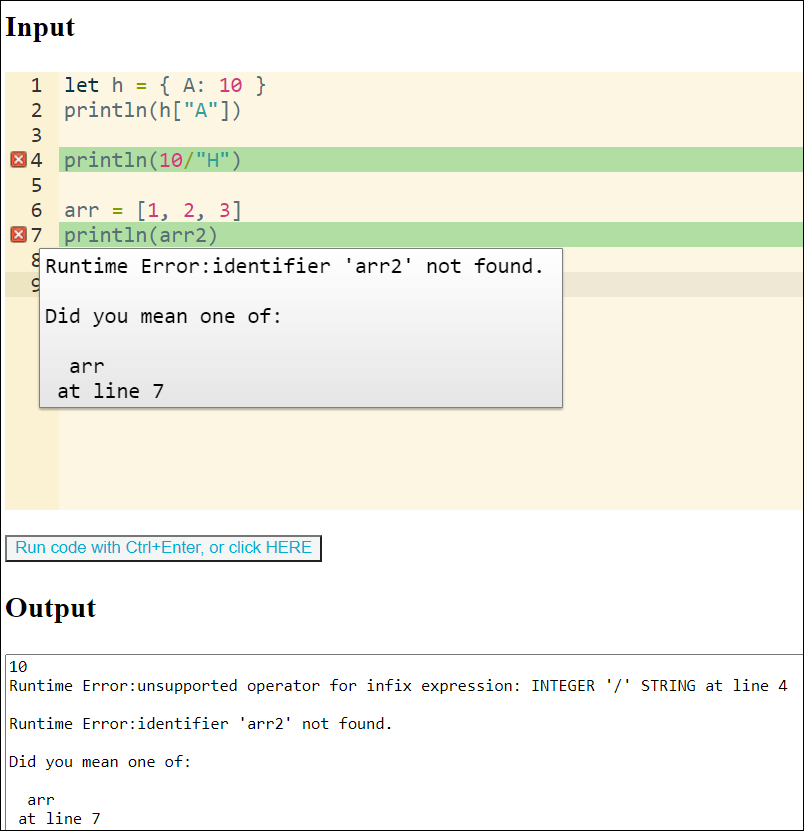 Input
1 let h = { A: 10 }
2 println(h["A"])
3
4 println(10/"H")
5
6 arr = [1, 2, 3]
7 println(arr2)
8
9
Runtime Error:identifier 'arr2' not found.
Did you mean one of:
arr
at line 7
Run code with Ctrl+Enter, or click HERE
Output
10
Runtime Error:unsupported operator for infix expression: INTEGER '/' STRING at line 4
Runtime Error:identifier 'arr2' not found.
Did you mean one of:
arr
at line 7